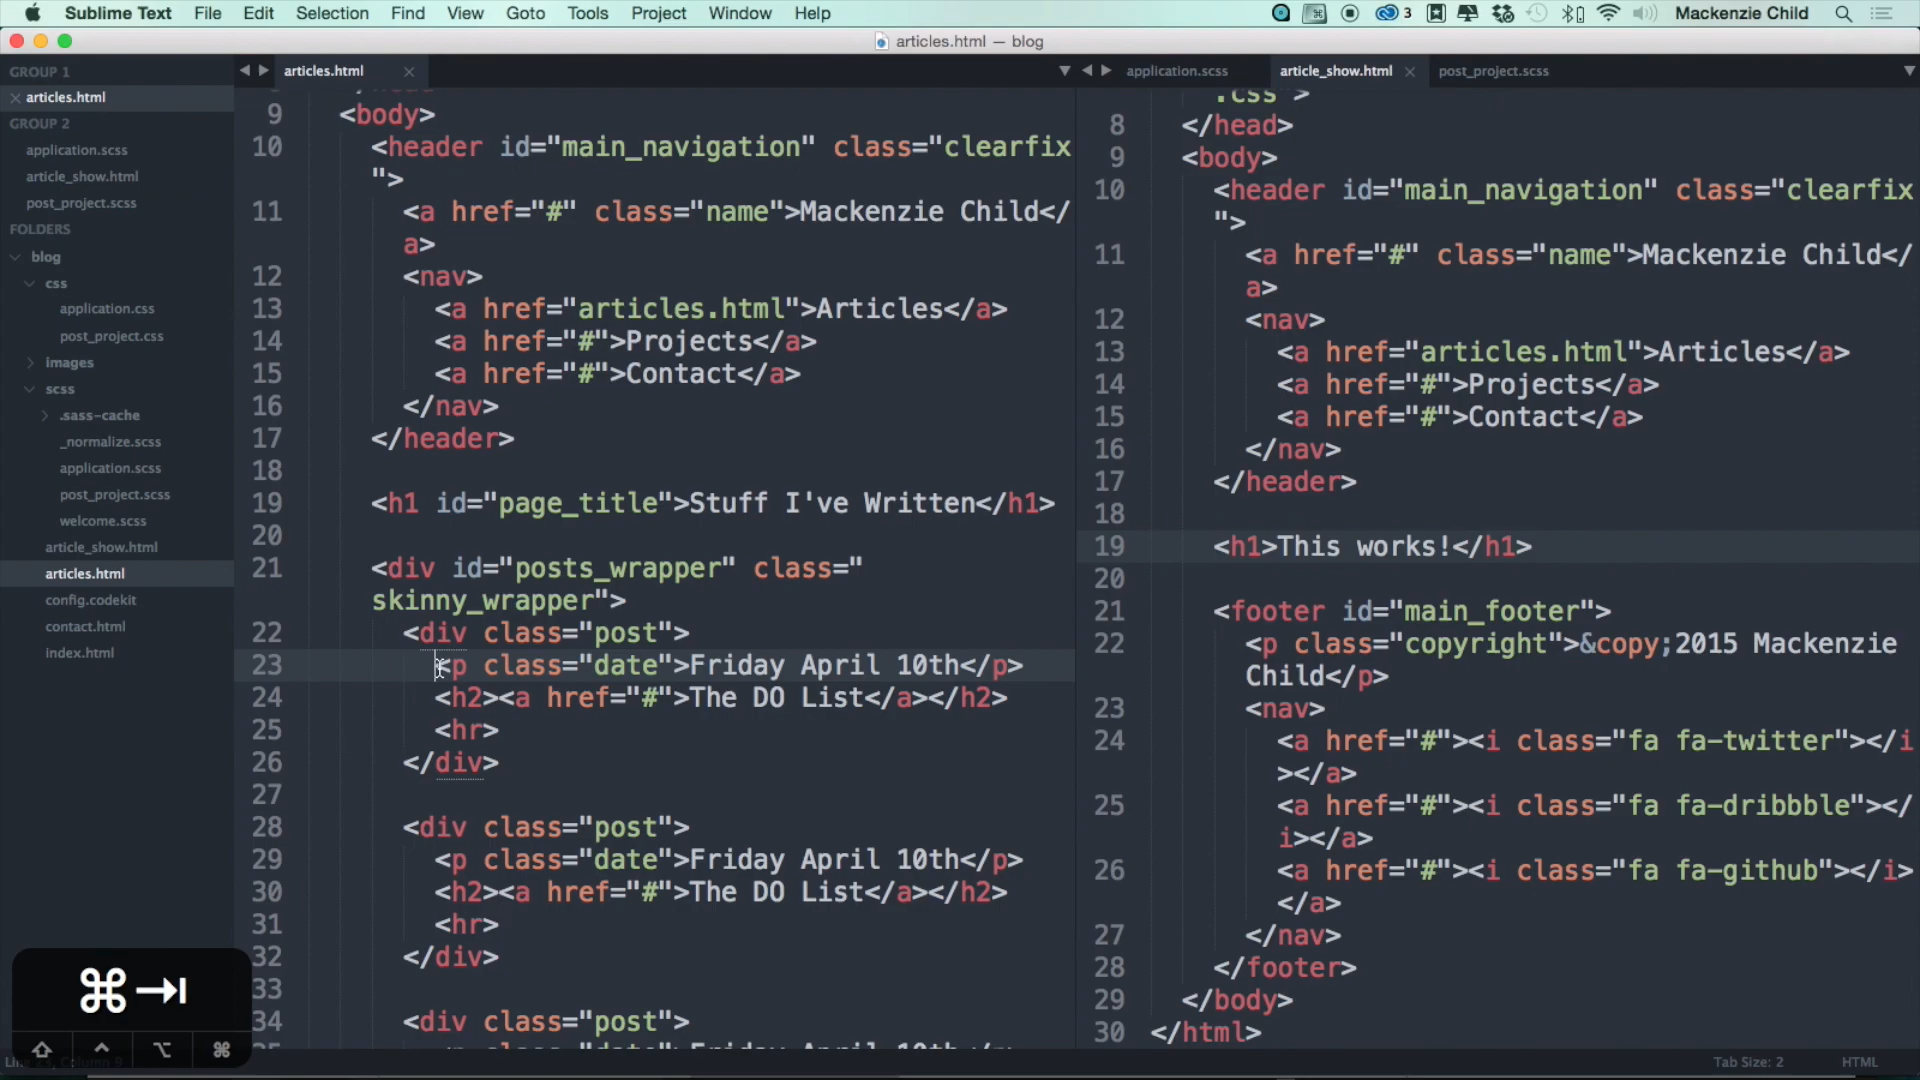 Sublime Text File Edit Selection Find View Goto Tools Project Window Help 3 Mackenzie Child
articles.html — blog
GROUP 1
articles.html
GROUP 2
application.scss
article_show.html
post_project.scss
FOLDERS
blog
css
application.css
post_project.css
images
scss
.sass-cache
_normalize.scss
application.scss
post_project.scss
welcome.scss
article_show.html
articles.html
config.codekit
contact.html
index.html
articles.html
9 <body>
10 <header id="main_navigation" class="clearfix
">
11 <a href="#" class="name">Mackenzie Child</
a>
12 <nav>
13 <a href="articles.html">Articles</a>
14 <a href="#">Projects</a>
15 <a href="#">Contact</a>
16 </nav>
17 </header>
18
19 <h1 id="page_title">Stuff I've Written</h1>
20
21 <div id="posts_wrapper" class="
skinny_wrapper">
22 <div class="post">
23 <p class="date">Friday April 10th</p>
24 <h2><a href="#">The DO List</a></h2>
25 <hr>
26 </div>
27
28 <div class="post">
29 <p class="date">Friday April 10th</p>
30 <h2><a href="#">The DO List</a></h2>
31 <hr>
32 </div>
33
34 <div class="post">
application.scss article_show.html post_project.scss
.css">
8 </head>
9 <body>
10 <header id="main_navigation" class="clearfix
">
11 <a href="#" class="name">Mackenzie Child</
a>
12 <nav>
13 <a href="articles.html">Articles</a>
14 <a href="#">Projects</a>
15 <a href="#">Contact</a>
16 </nav>
17 </header>
18
19 <h1>This works!</h1>
20
21 <footer id="main_footer">
22 <p class="copyright">&copy;2015 Mackenzie
Child</p>
23 <nav>
24 <a href="#"><i class="fa fa-twitter"></i
></a>
25 <a href="#"><i class="fa fa-dribbble"></
i></a>
26 <a href="#"><i class="fa fa-github"></i>
</a>
27 </nav>
28 </footer>
29 </body>
30 </html>
⌘⇥
⇧ ⌃ ⌥ ⌘
Tab Size: 2 HTML